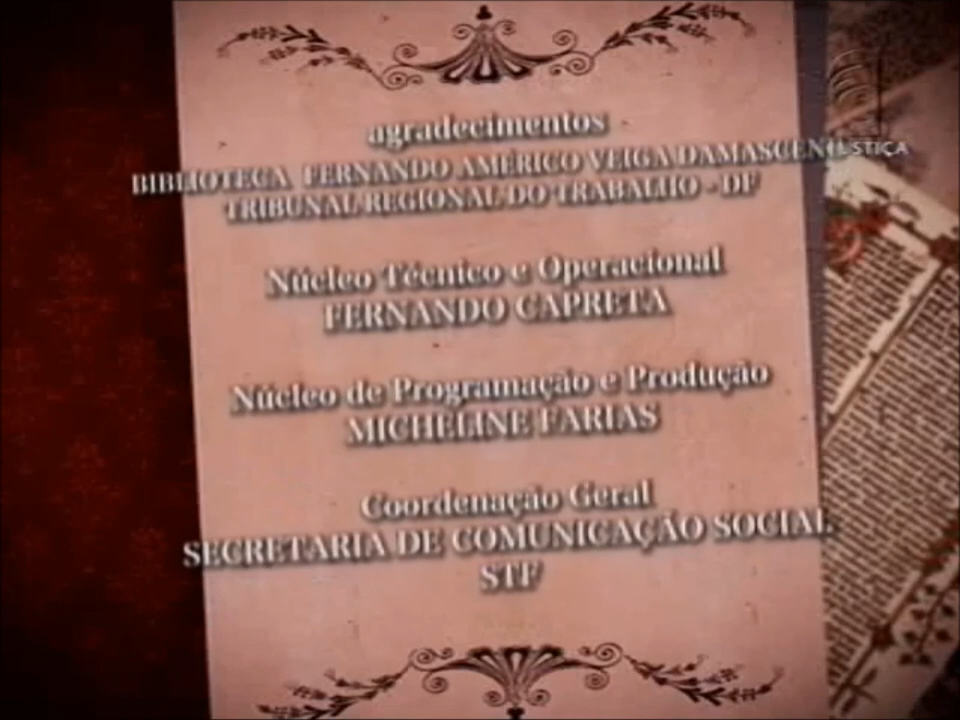 agradecimentos
BIBLIOTECA FERNANDO AMÉRICO VEIGA DAMASCENO
TRIBUNAL REGIONAL DO TRABALHO - DF
Núcleo Técnico e Operacional
FERNANDO CAPRETA
Núcleo de Programação e Produção
MICHELINE FARIAS
Coordenação Geral
SECRETARIA DE COMUNICAÇÃO SOCIAL
STF